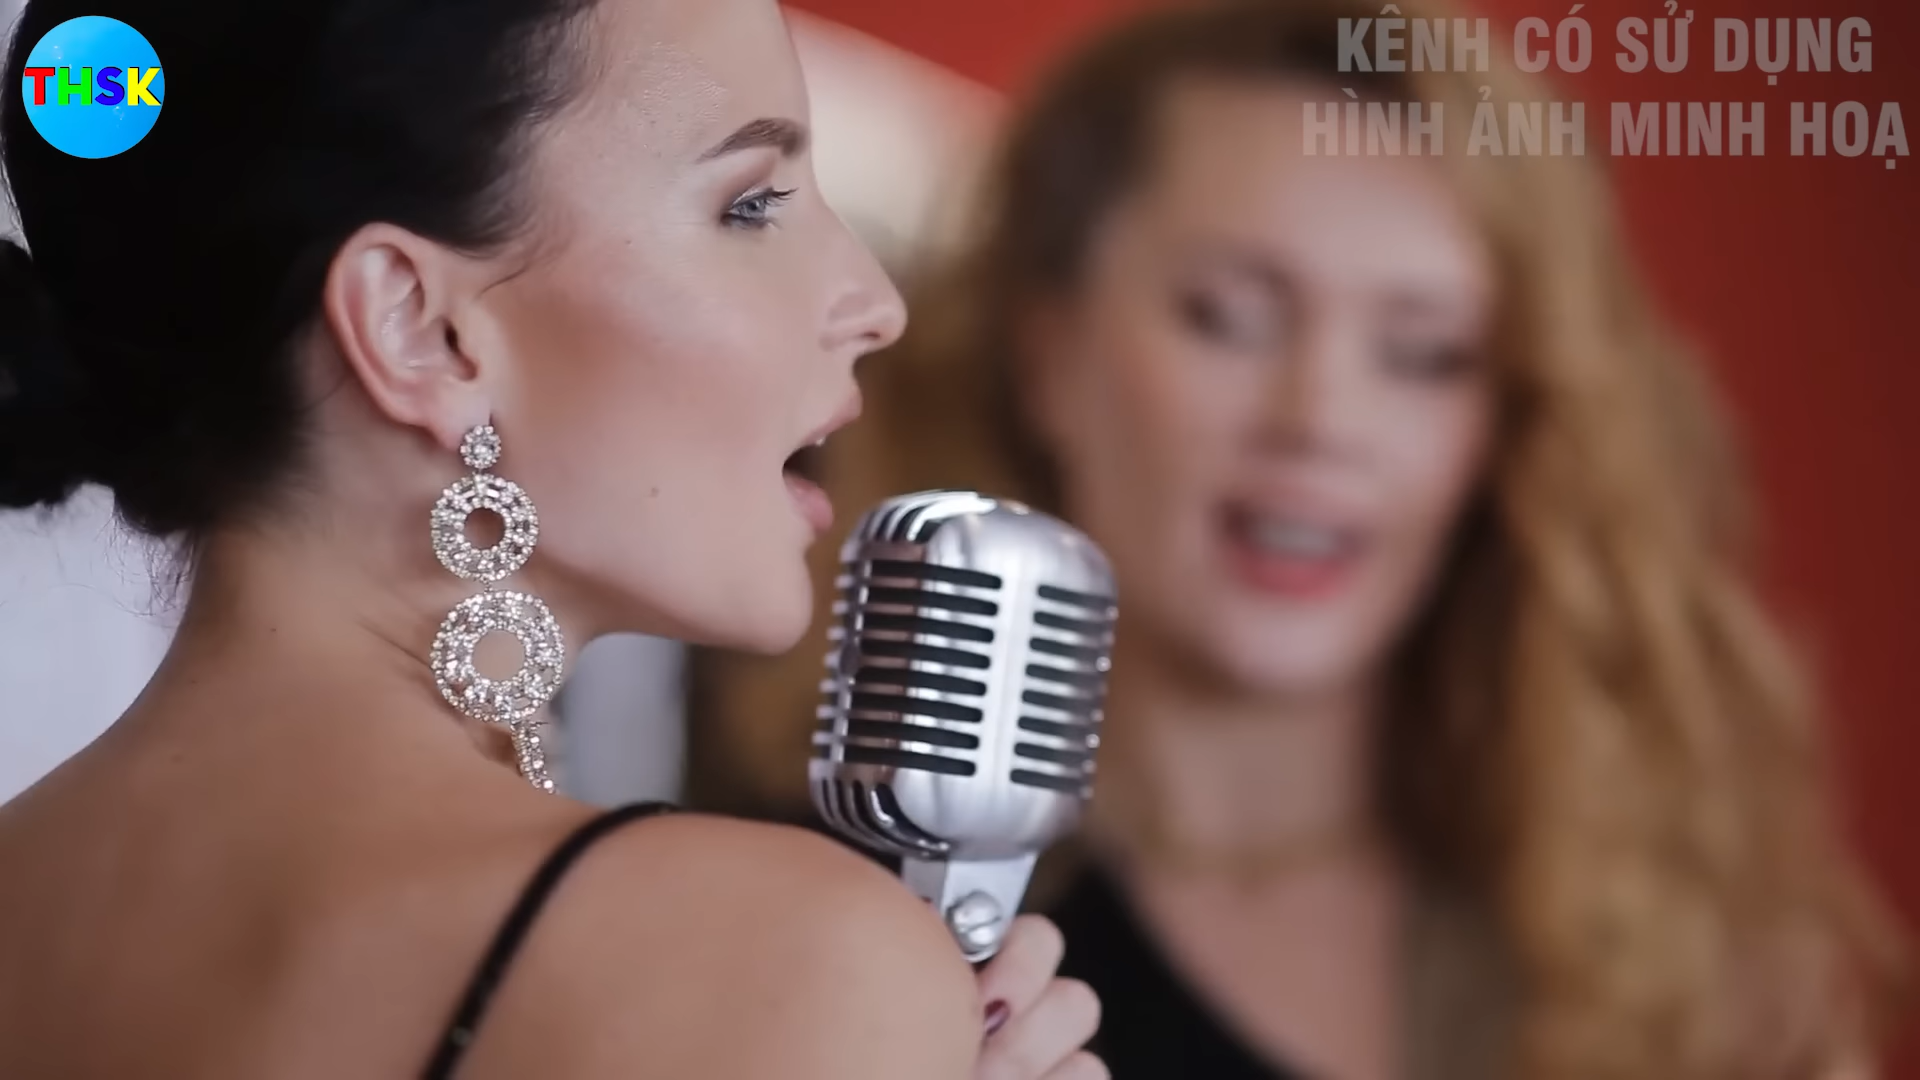 THSK
KÊNH CÓ SỬ DỤNG
HÌNH ẢNH MINH HOẠ